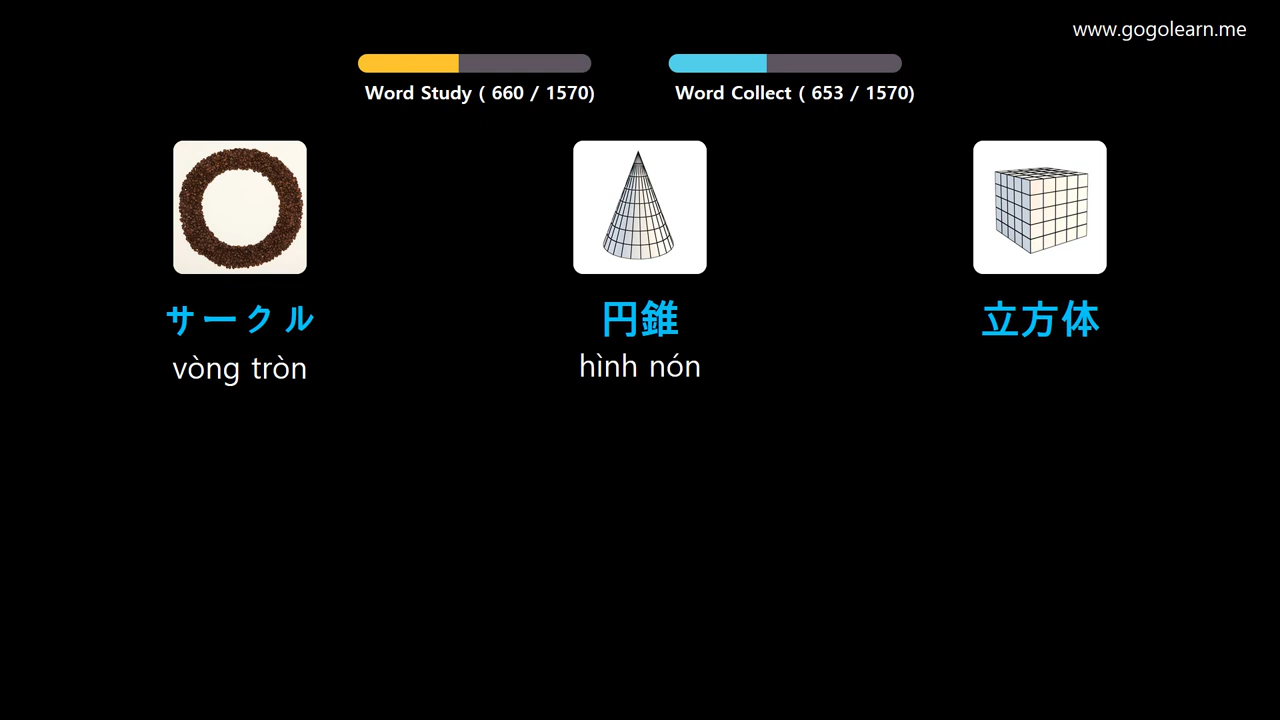 www.gogolearn.me
Word Study ( 660 / 1570)
Word Collect ( 653 / 1570)
サークル
円錐
立方体
vòng tròn
hình nón